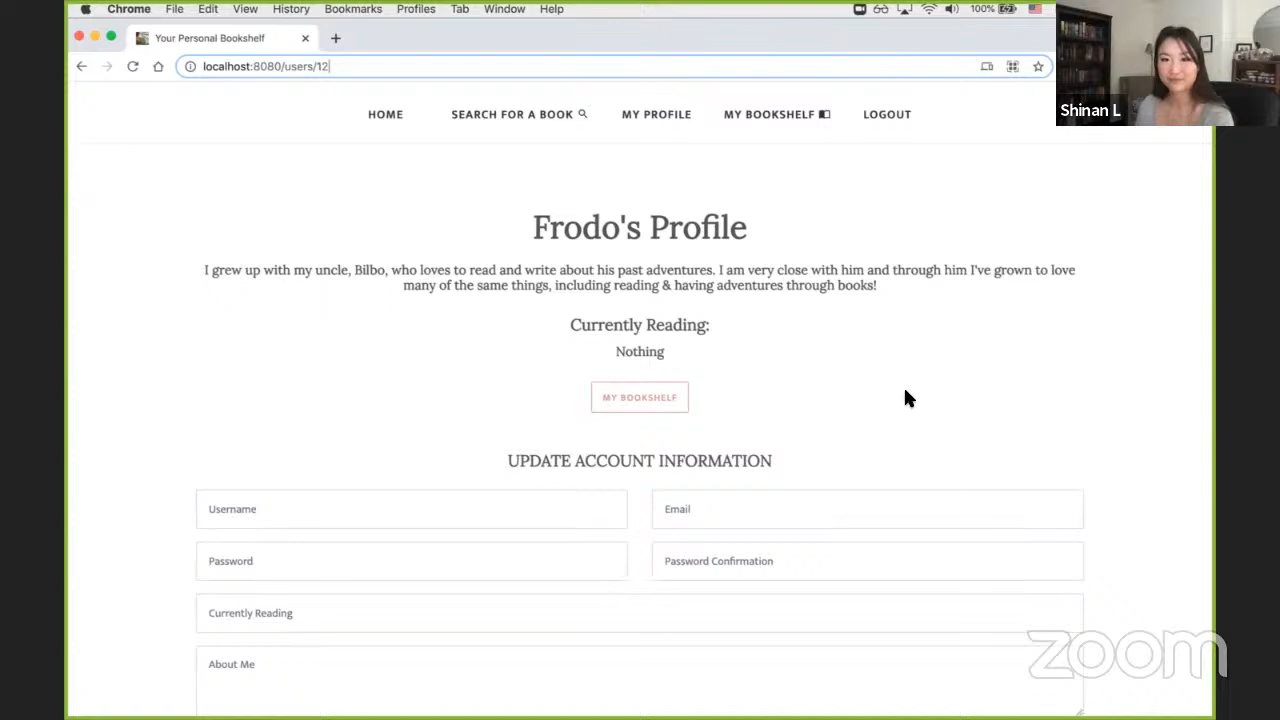 Chrome File Edit View History Bookmarks Profiles Tab Window Help 100%
Your Personal Bookshelf
localhost:8080/users/12
Shinan L
HOME SEARCH FOR A BOOK MY PROFILE MY BOOKSHELF LOGOUT
Frodo's Profile
I grew up with my uncle, Bilbo, who loves to read and write about his past adventures. I am very close with him and through him I've grown to love
many of the same things, including reading & having adventures through books!
Currently Reading:
Nothing
MY BOOKSHELF
UPDATE ACCOUNT INFORMATION
Username Email
Password Password Confirmation
Currently Reading
About Me
zoom